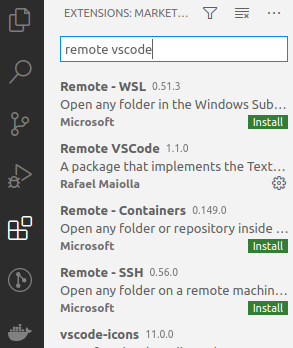 EXTENSIONS: MARKET...
remote vscode
Remote - WSL 0.51.3
Open any folder in the Windows Sub...
Microsoft Install
Remote VSCode 1.1.0
A package that implements the Text...
Rafael Maiolla
Remote - Containers 0.149.0
Open any folder or repository inside ...
Microsoft Install
Remote - SSH 0.56.0
Open any folder on a remote machin...
Microsoft Install
vscode-icons 11.0.0